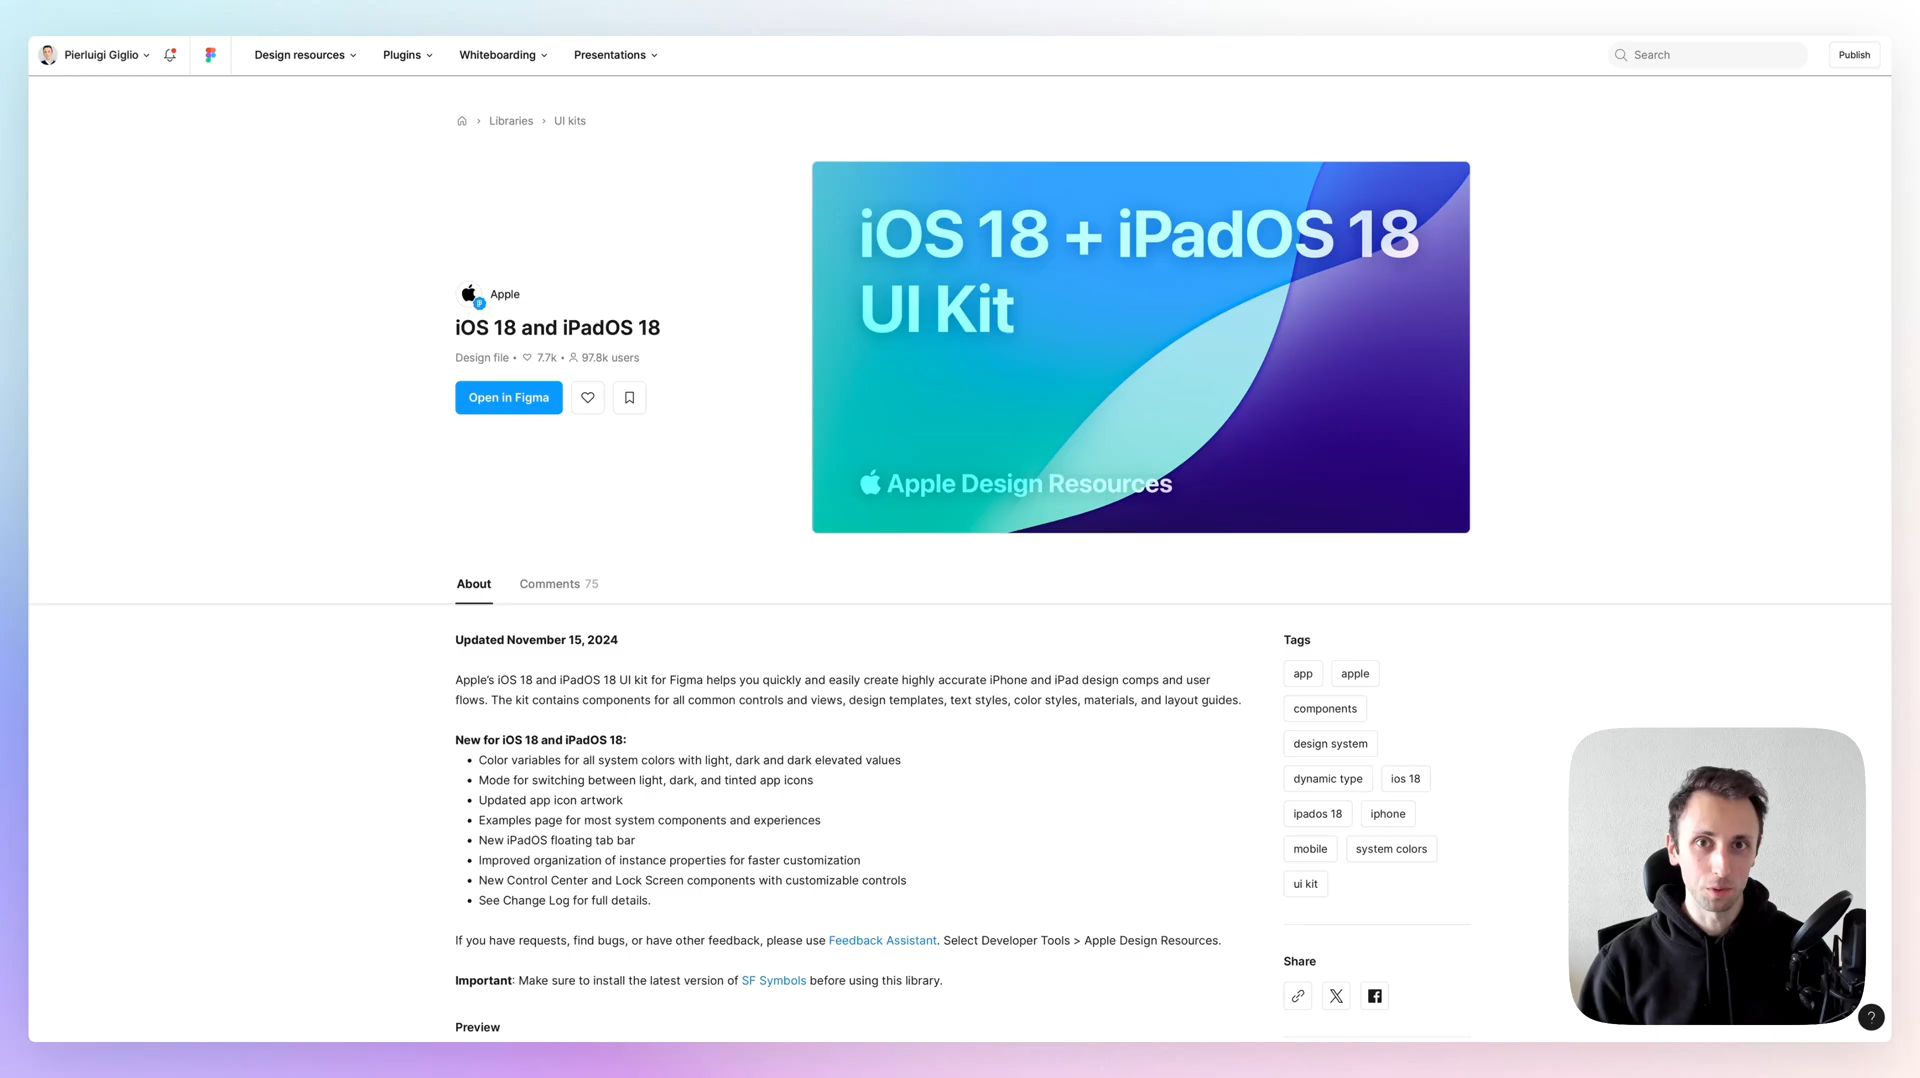 Pierluigi Giglio
Design resources
Plugins
Whiteboarding
Presentations
Search
Publish
Libraries
UI kits
iOS 18 + iPadOS 18
UI Kit
Apple Design Resources
Apple
iOS 18 and iPadOS 18
Design file • 7.7k • 97.8k users
Open in Figma
About
Comments 75
Updated November 15, 2024
Apple’s iOS 18 and iPadOS 18 UI kit for Figma helps you quickly and easily create highly accurate iPhone and iPad design comps and user
flows. The kit contains components for all common controls and views, design templates, text styles, color styles, materials, and layout guides.
New for iOS 18 and iPadOS 18:
• Color variables for all system colors with light, dark and dark elevated values
• Mode for switching between light, dark, and tinted app icons
• Updated app icon artwork
• Examples page for most system components and experiences
• New iPadOS floating tab bar
• Improved organization of instance properties for faster customization
• New Control Center and Lock Screen components with customizable controls
• See Change Log for full details.
If you have requests, find bugs, or have other feedback, please use Feedback Assistant. Select Developer Tools > Apple Design Resources.
Important: Make sure to install the latest version of SF Symbols before using this library.
Preview
Tags
app
apple
components
design system
dynamic type
ios 18
ipados 18
iphone
mobile
system colors
ui kit
Share
?